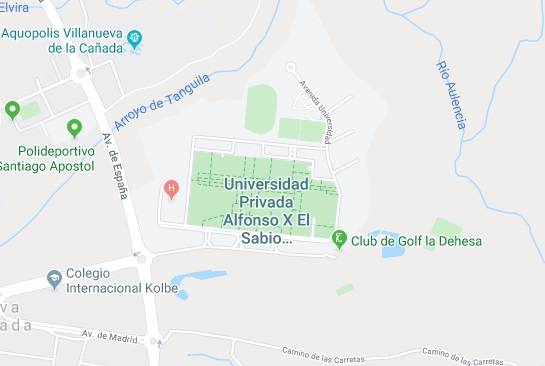 Elvira
Aquopolis Villanueva
de la Cañada
Arroyo de Tanguila
Avenida Universidad
Río Aulencia
Polideportivo
Santiago Apostol
Av. de España
H
Universidad
Privada
Alfonso X El
Sabio...
Club de Golf la Dehesa
Colegio
Internacional Kolbe
va
ada
Av. de Madrid
Camino de las Carretas
Camino de las Carretas